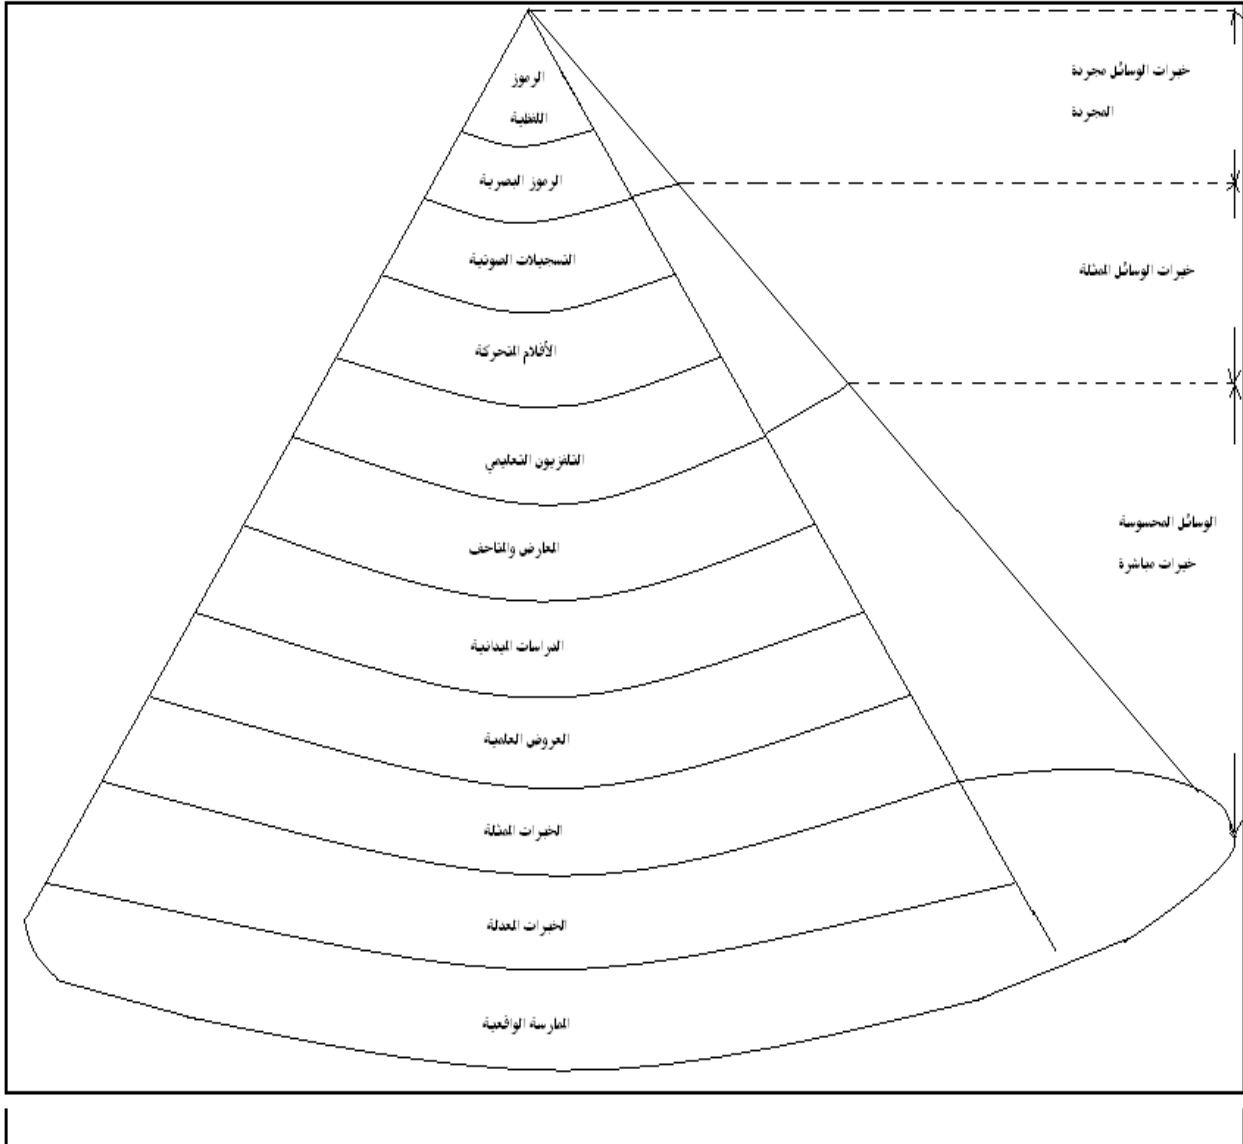 الرموز
اللفظية
الرموز البصرية
التسجيلات الصوتية
الأفلام المتحركة
التلفزيون التعليمي
المعارض والمتاحف
الدراسات الميدانية
العروض العلمية
الخبرات الممثلة
الخبرات المعدلة
الممارسة الواقعية
خبرات الوسائل مجردة
المجردة
خبرات الوسائل الممثلة
الوسائل المحسوسة
خبرات مباشرة